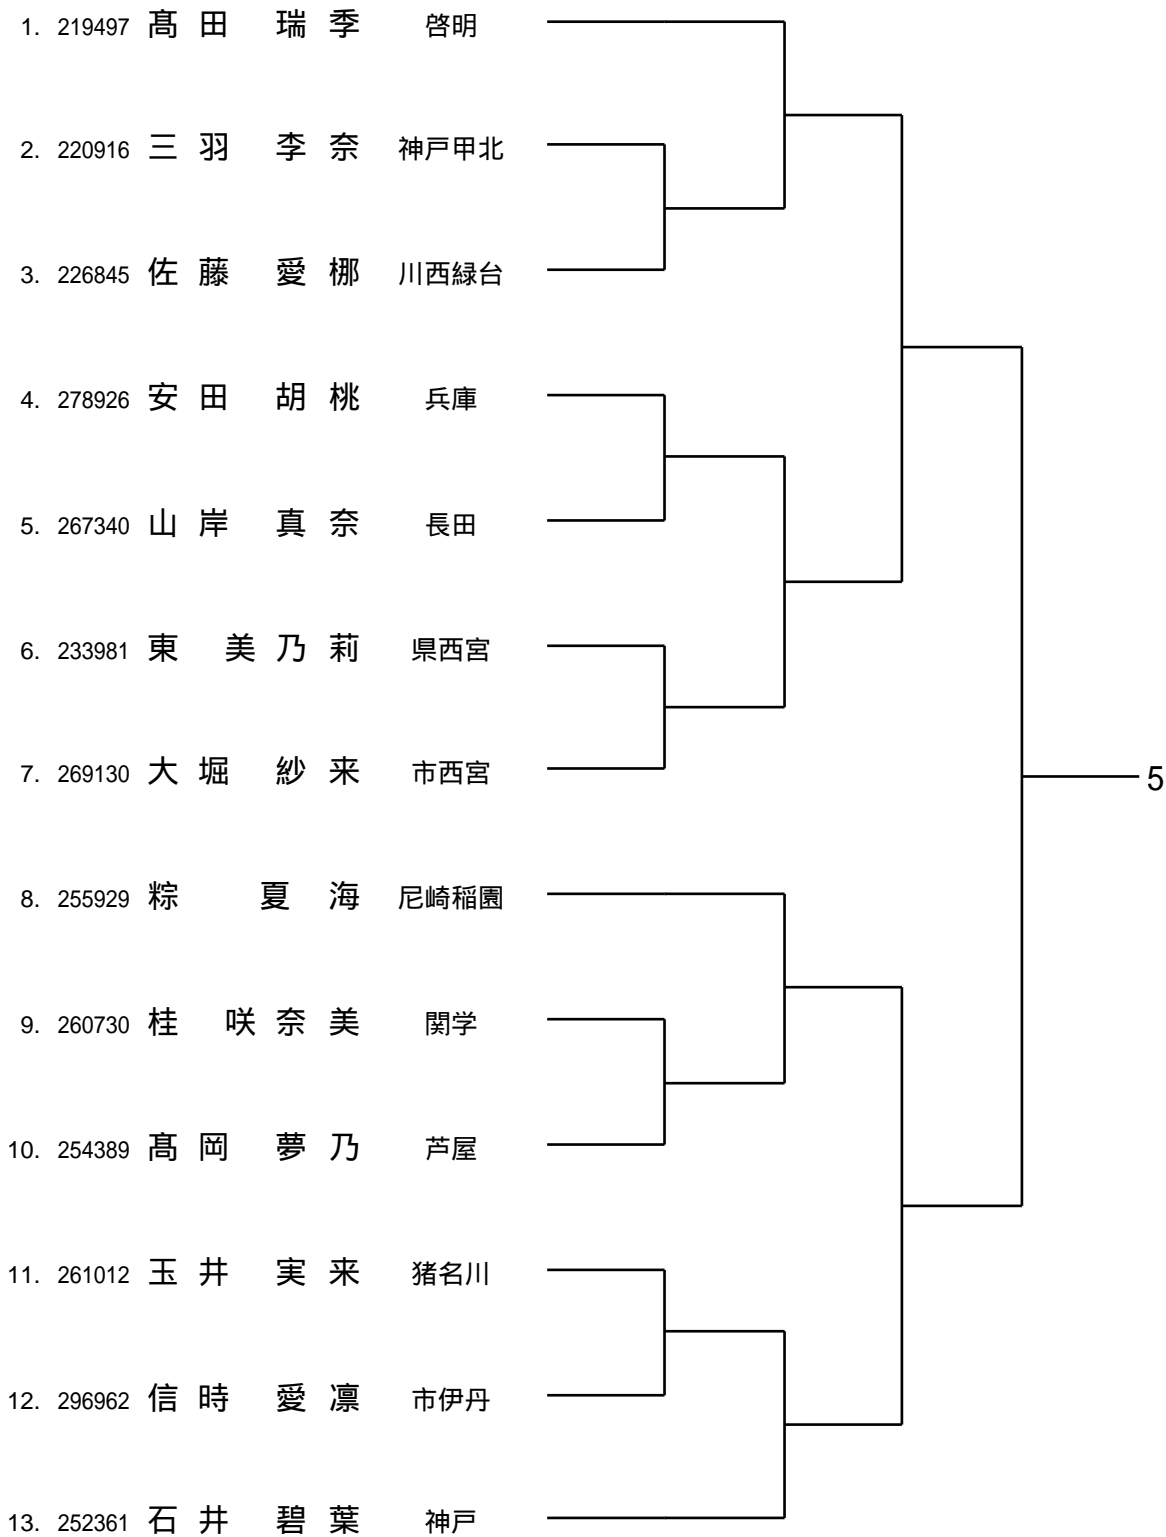 1. 219497 髙田 瑞季 啓明
2. 220916 三羽 李奈 神戸甲北
3. 226845 佐藤 愛梛 川西緑台
4. 278926 安田 胡桃 兵庫
5. 267340 山岸 真奈 長田
6. 233981 東 美乃莉 県西宮
7. 269130 大堀 紗来 市西宮
5
8. 255929 粽 夏海 尼崎稲園
9. 260730 桂 咲奈美 関学
10. 254389 髙岡 夢乃 芦屋
11. 261012 玉井 実来 猪名川
12. 296962 信時 愛凛 市伊丹
13. 252361 石井 碧葉 神戸